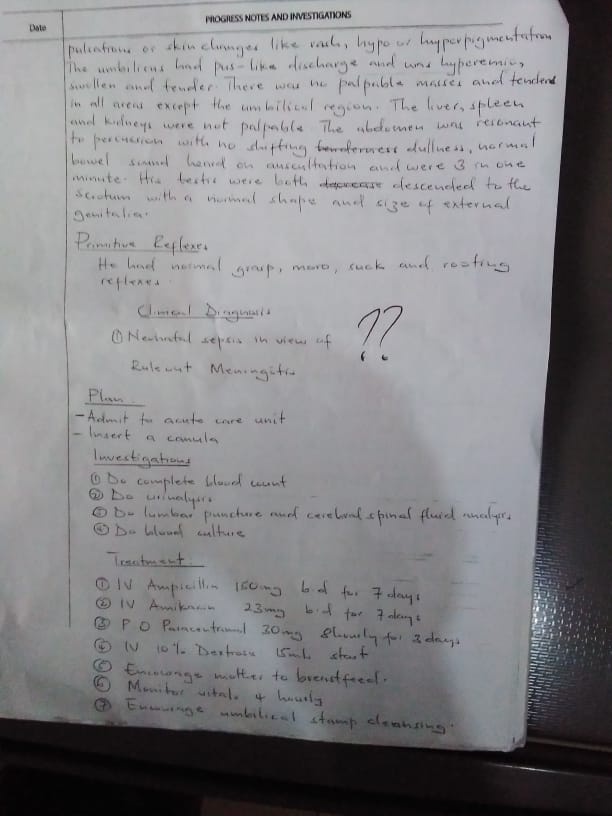 Date
PROGRESS NOTES AND INVESTIGATIONS
pulsations or skin changes like rash, hypo or hyperpigmentation
The umbilicus had pus-like discharge and was hyperemic,
swollen and tender. There was no palpable masses and tenderness
in all areas except the umbilical region. The liver, spleen
and kidneys were not palpable. The abdomen was resonant
to percussion with no shifting dullness, normal
bowel sound heard on auscultation and were 3 in one
minute. His testis were both descended to the
scrotum with a normal shape and size of external
genitalia.
Primitive Reflexes
He had normal grasp, moro, suck and rooting
reflexes.
Clinical Diagnosis
① Neonatal sepsis in view of ??
Rule out Meningitis
Plan
- Admit to acute care unit
- Insert a canula
Investigations
① Do complete blood count
② Do urinalysis
③ Do lumbar puncture and cerebral spinal fluid analysis
④ Do blood culture
Treatment
① IV Ampicillin 150mg b.d for 7 days
② IV Amikacin 23mg b.d for 7 days
③ P.O Paracetamol 30mg 8hourly for 3 days
④ IV 10% Dextrose 15mls start
⑤ Encourage mother to breastfeed.
⑥ Monitor vitals 4 hourly
⑦ Encourage umbilical stamp cleansing.